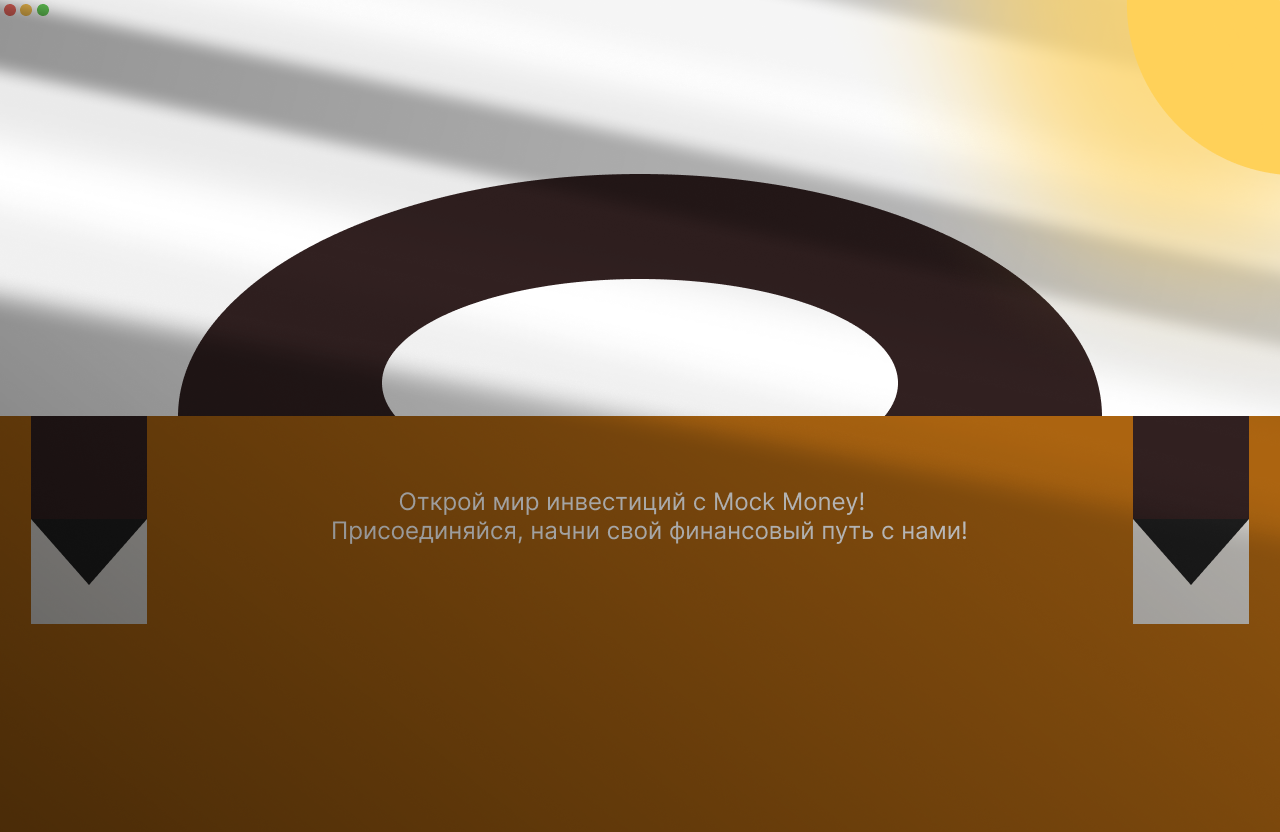 Открой мир инвестиций с Mock Money!
Присоединяйся, начни свой финансовый путь с нами!